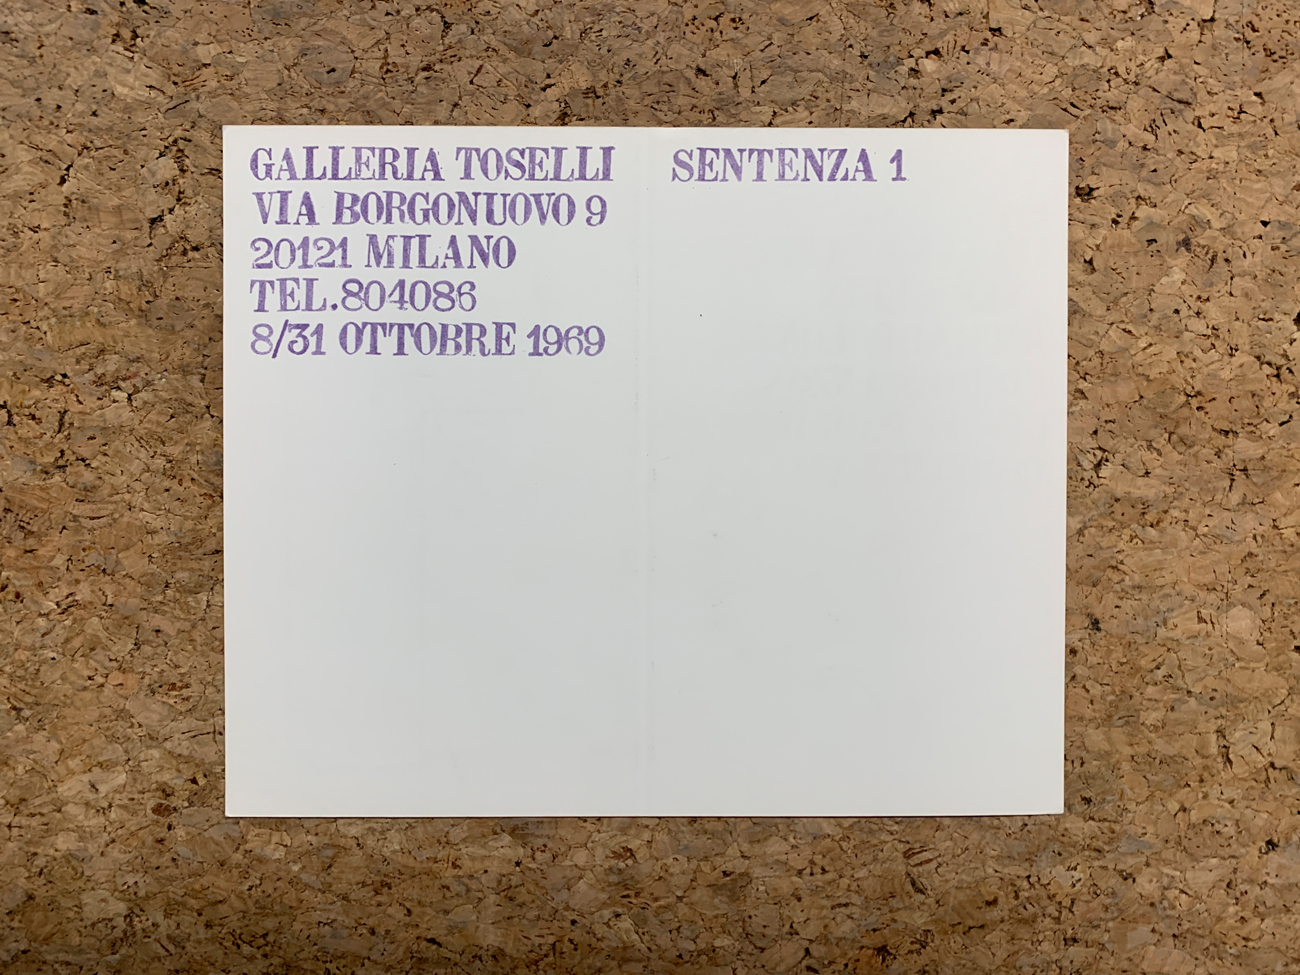 GALLERIA TOSELLI
VIA BORGONUOVO 9
20121 MILANO
TEL.804086
8/31 OTTOBRE 1969
SENTENZA 1